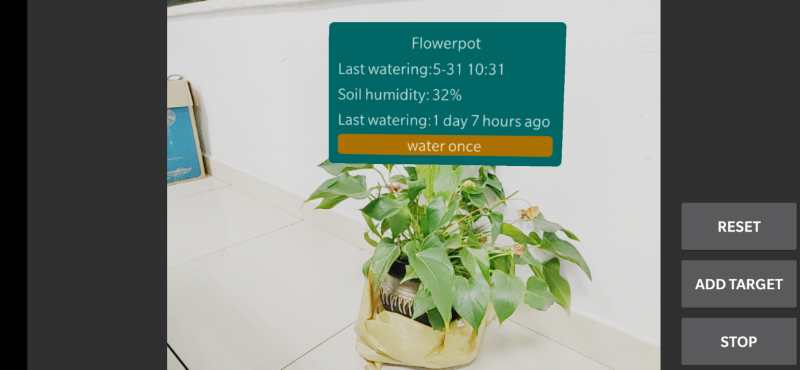 Flowerpot
Last watering:5-31 10:31
Soil humidity: 32%
Last watering:1 day 7 hours ago
water once
RESET
ADD TARGET
STOP